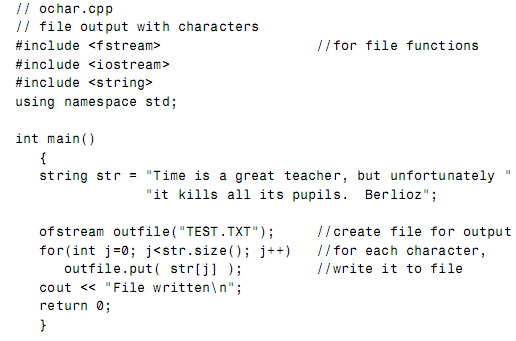 // ochar.cpp
// file output with characters
#include <fstream>                    //for file functions
#include <iostream>
#include <string>
using namespace std;

int main()
   {
   string str = "Time is a great teacher, but unfortunately "
                "it kills all its pupils.  Berlioz";

   ofstream outfile("TEST.TXT");      //create file for output
   for(int j=0; j<str.size(); j++)    //for each character,
      outfile.put( str[j] );          //write it to file
   cout << "File written\n";
   return 0;
   }